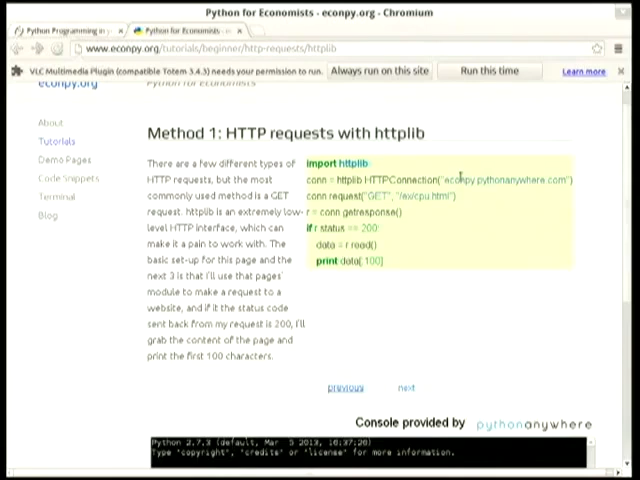 Python for Economists - econpy.org - Chromium
Python Programming in
Python for Economists
www.econpy.org/tutorials/beginner/http-requests/httplib
VLC Multimedia Plugin (compatible Totem 3.4.3) needs your permission to run.
Always run on this site
Run this time
Learn more
econpy.org
Python for Economists
About
Tutorials
Demo Pages
Code Snippets
Terminal
Blog
Method 1: HTTP requests with httplib
There are a few different types of
HTTP requests, but the most
commonly used method is a GET
request. httplib is an extremely low-
level HTTP interface, which can
make it a pain to work with. The
basic set-up for this page and the
next 3 is that I'll use that pages'
module to make a request to a
website, and if it the status code
sent back from my request is 200, I'll
grab the content of the page and
print the first 100 characters.
import httplib
conn = httplib.HTTPConnection("econpy.pythonanywhere.com")
conn.request("GET", "/ex/cpu.html")
r = conn.getresponse()
if r.status == 200:
data = r.read()
print data[:100]
previous
next
Console provided by pythonanywhere
Python 2.7.3 (default, Mar 5 2013, 16:37:26)
Type "copyright", "credits" or "license" for more information.